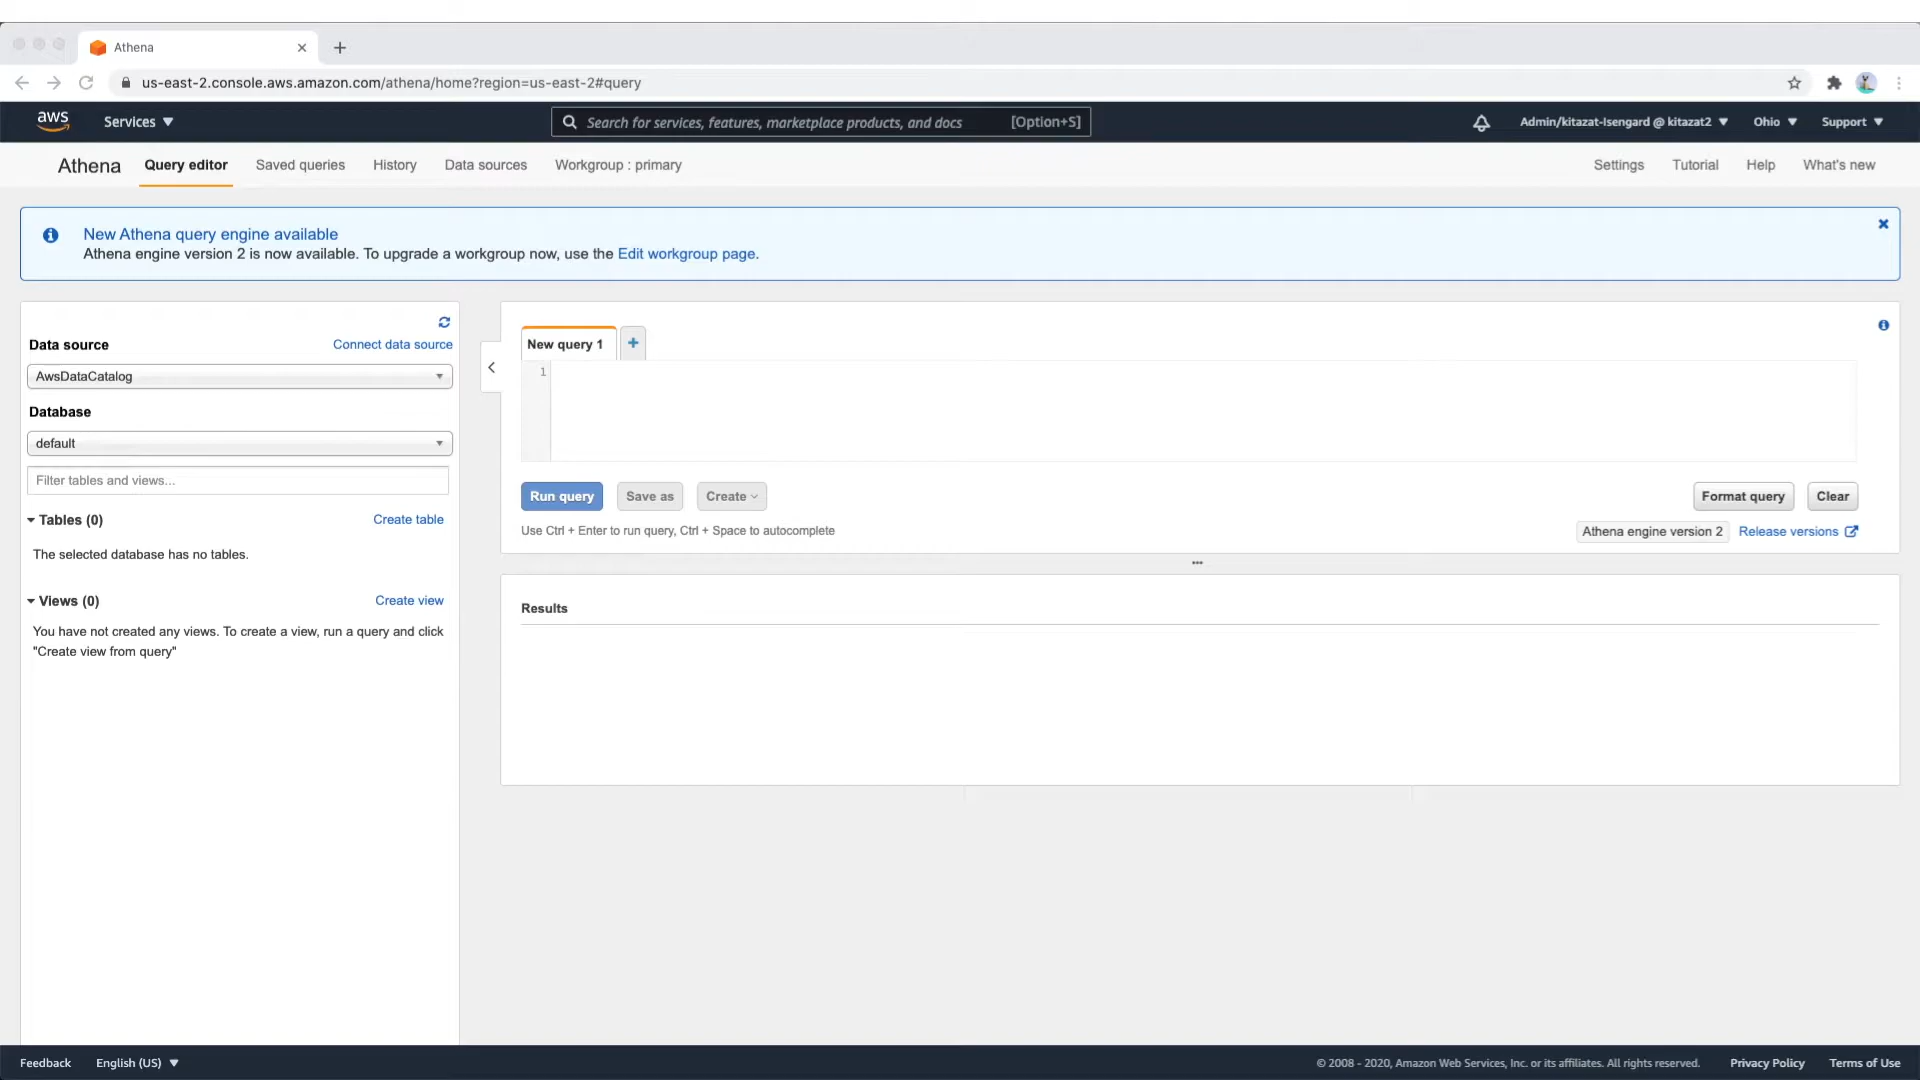 Athena
us-east-2.console.aws.amazon.com/athena/home?region=us-east-2#query
aws
Services
Search for services, features, marketplace products, and docs [Option+S]
Admin/kitazat-Isengard @ kitazat2
Ohio
Support
Athena
Query editor
Saved queries
History
Data sources
Workgroup : primary
Settings
Tutorial
Help
What's new
New Athena query engine available
Athena engine version 2 is now available. To upgrade a workgroup now, use the Edit workgroup page.
Data source
Connect data source
AwsDataCatalog
Database
default
Filter tables and views...
Tables (0)
Create table
The selected database has no tables.
Views (0)
Create view
You have not created any views. To create a view, run a query and click
"Create view from query"
New query 1
1
Run query
Save as
Create
Format query
Clear
Use Ctrl + Enter to run query, Ctrl + Space to autocomplete
Athena engine version 2
Release versions
Results
Feedback
English (US)
© 2008 - 2020, Amazon Web Services, Inc. or its affiliates. All rights reserved.
Privacy Policy
Terms of Use